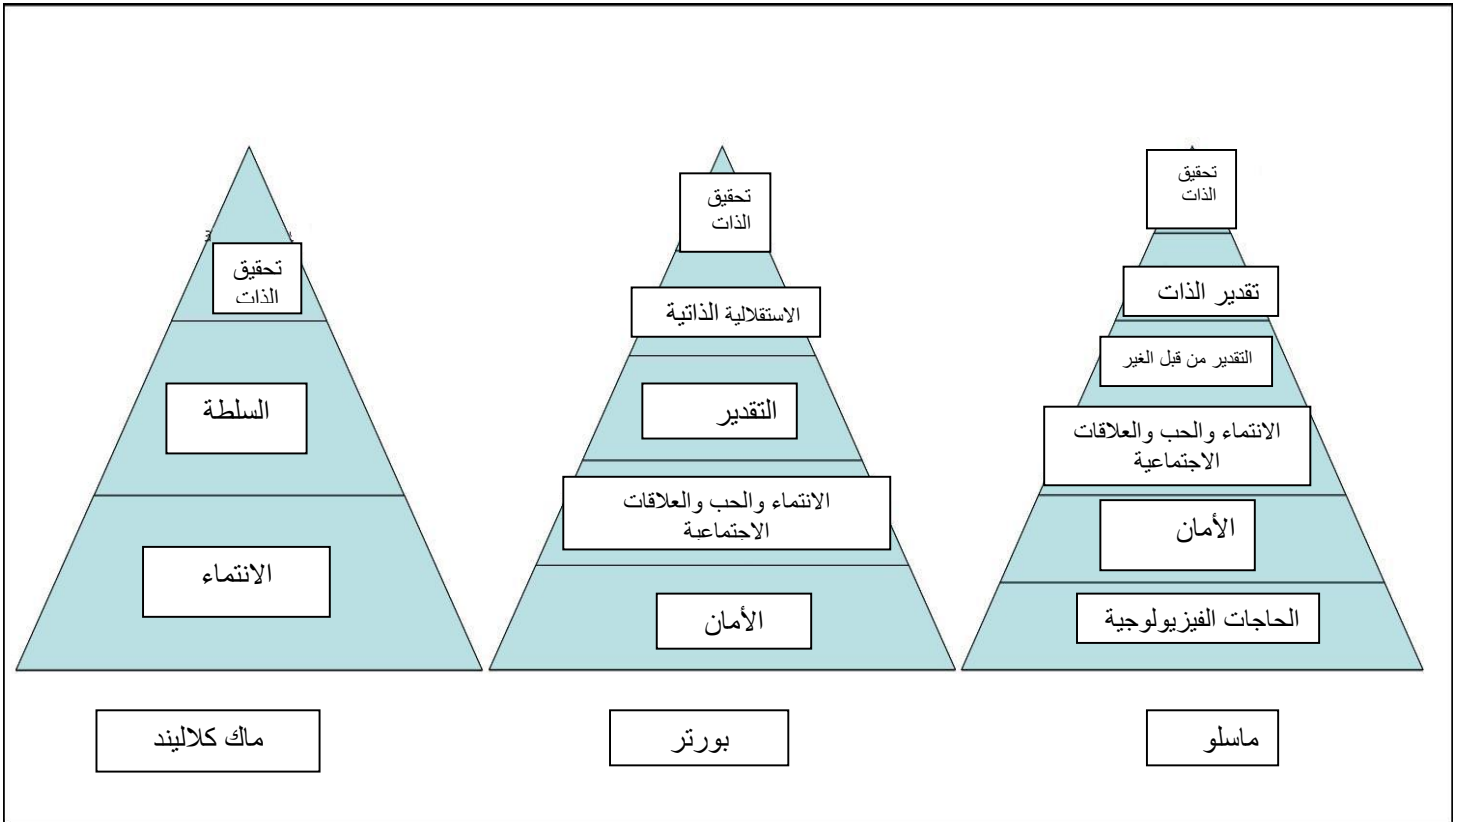 تحقيق
الذات
تقدير الذات
التقدير من قبل الغير
الانتماء والحب والعلاقات
الاجتماعية
الأمان
الحاجات الفيزيولوجية
ماسلو
تحقيق
الذات
الاستقلالية الذاتية
التقدير
الانتماء والحب والعلاقات
الاجتماعية
الأمان
بورتر
تحقيق
الذات
السلطة
الانتماء
ماك كلاليند